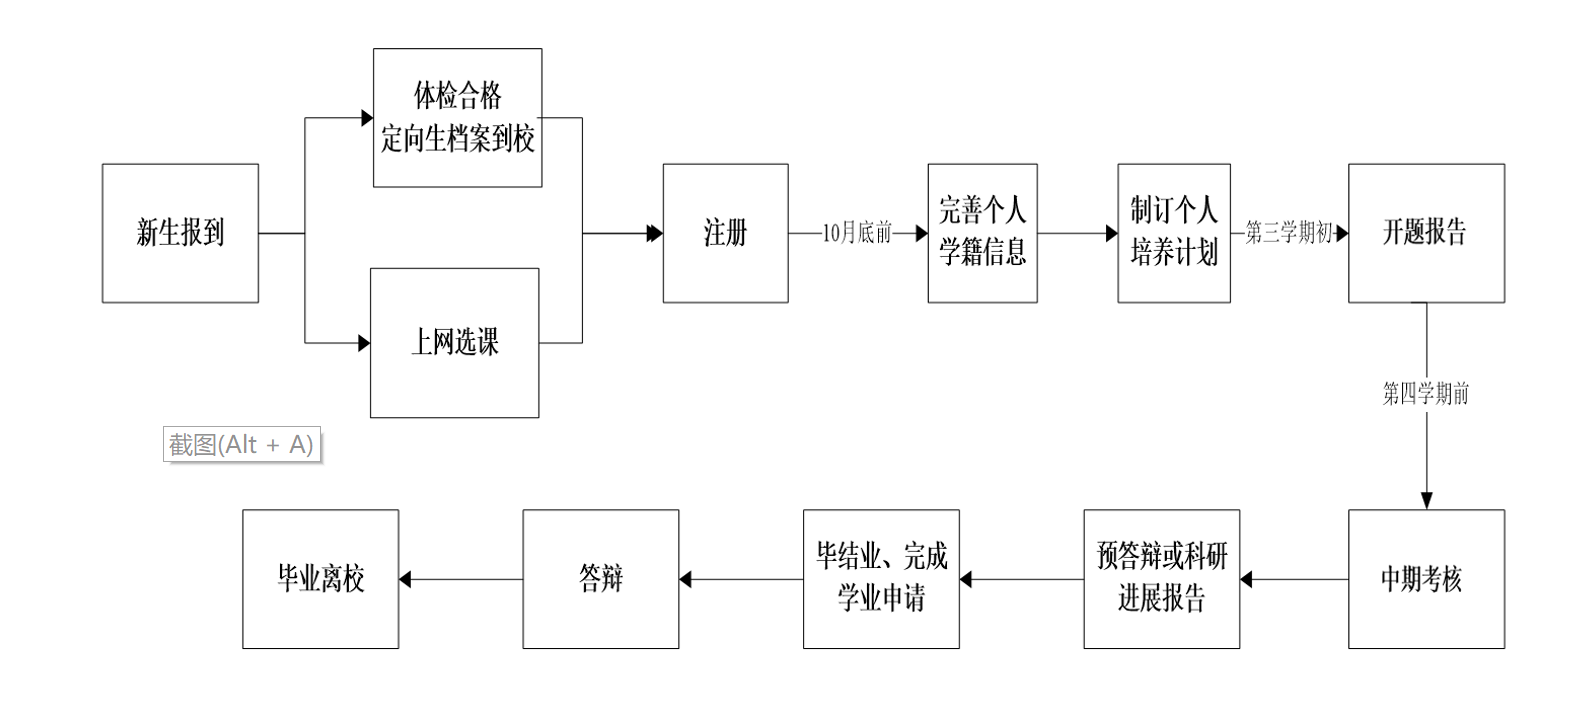 体检合格
定向生档案到校
新生报到
上网选课
注册
10月底前
完善个人
学籍信息
制订个人
培养计划
第三学期初
开题报告
第四学期前
截图(Alt + A)
中期考核
预答辩或科研
进展报告
毕结业、完成
学业申请
答辩
毕业离校